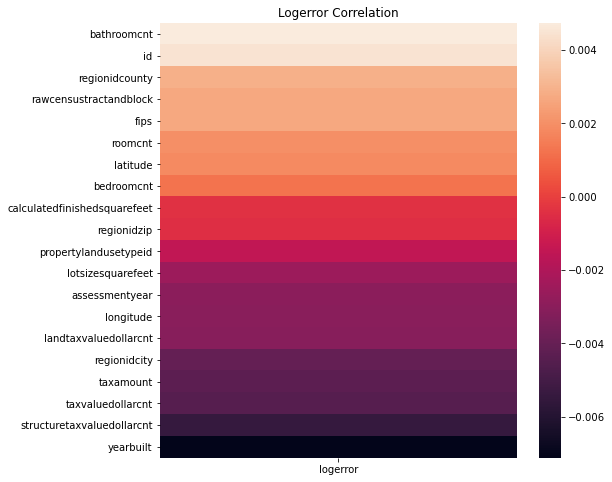 Logerror Correlation
bathroomcnt
id
regionidcounty
rawcensustractandblock
fips
roomcnt
latitude
bedroomcnt
calculatedfinishedsquarefeet
regionidzip
propertylandusetypeid
lotsizesquarefeet
assessmentyear
longitude
landtaxvaluedollarcnt
regionidcity
taxamount
taxvaluedollarcnt
structuretaxvaluedollarcnt
yearbuilt
logerror
0.004
0.002
0.000
−0.002
−0.004
−0.006